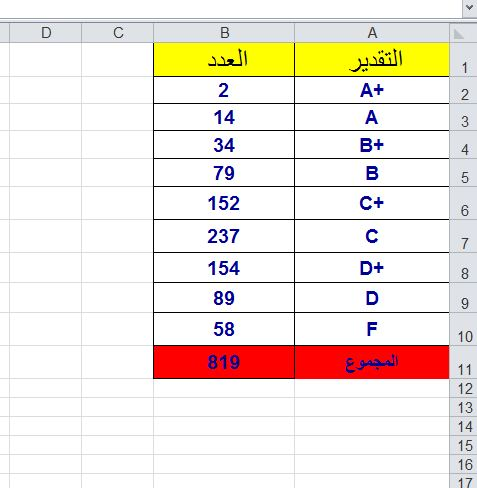 D C B A
التقدير العدد 1
A+ 2 2
A 14 3
B+ 34 4
B 79 5
C+ 152 6
C 237 7
D+ 154 8
D 89 9
F 58 10
المجموع 819 11
12
13
14
15
16
17